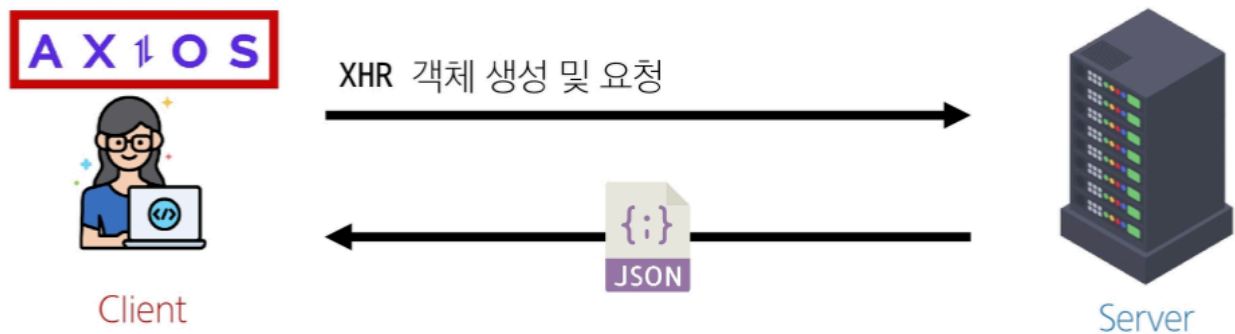 AXIOS
XHR 객체 생성 및 요청
{;}
JSON
</>
Client
Server